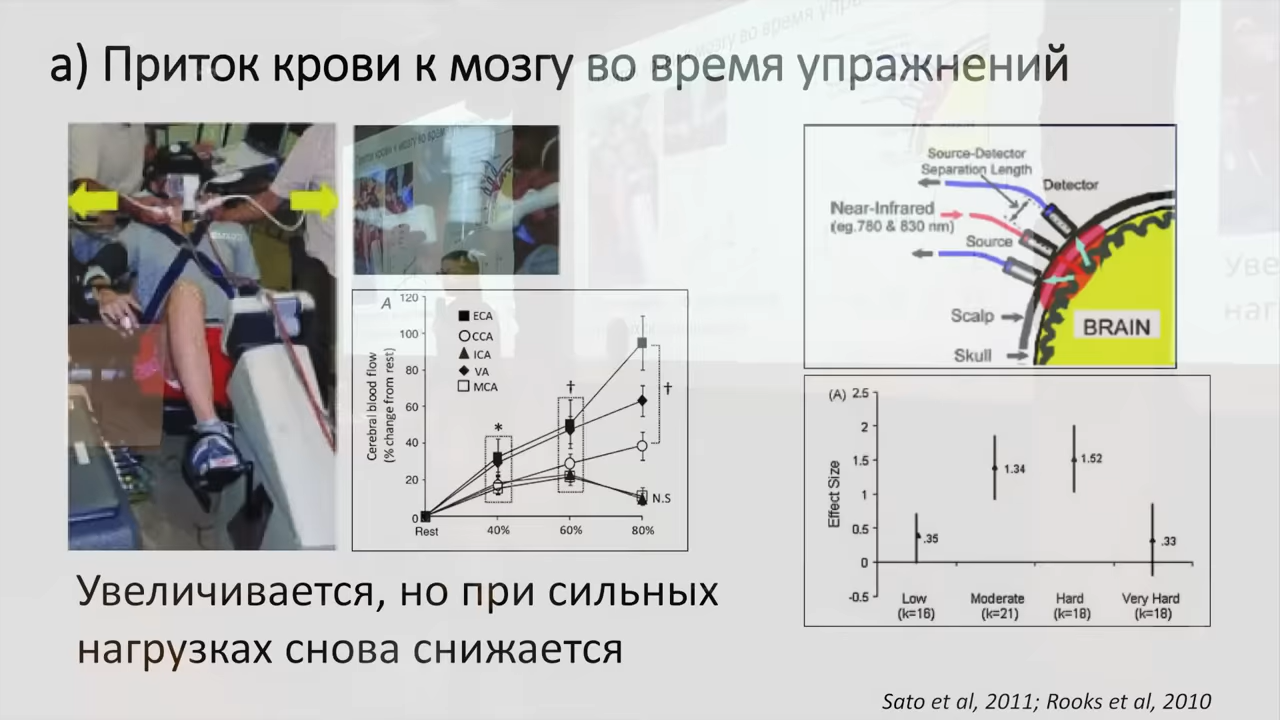 а) Приток крови к мозгу во время упражнений
A
120
100
80
60
40
20
0
Cerebral blood flow
(% change from rest)
ECA
CCA
ICA
VA
MCA
*
†
†
N.S
Rest 40% 60% 80%
Source-Detector
Separation Length
Detector
Near-Infrared
(eg.780 & 830 nm)
Source
Scalp
Skull
BRAIN
(A)
2.5
2
1.5
1
0.5
0
-0.5
Effect Size
.35
1.34
1.52
.33
Low Moderate Hard Very Hard
(k=16) (k=21) (k=18) (k=18)
Увеличивается, но при сильных
нагрузках снова снижается
Sato et al, 2011; Rooks et al, 2010